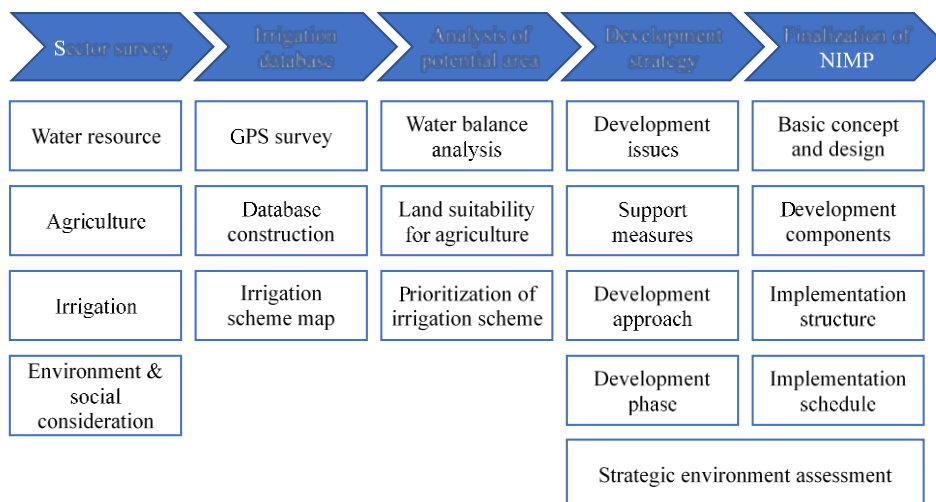 Sector survey
Irrigation
database
Analysis of
potential area
Development
strategy
Finalization of
NIMP
Water resource
GPS survey
Water balance
analysis
Development
issues
Basic concept
and design
Agriculture
Database
construction
Land suitability
for agriculture
Support
measures
Development
components
Irrigation
Irrigation
scheme map
Prioritization of
irrigation scheme
Development
approach
Implementation
structure
Environment &
social
consideration
Development
phase
Implementation
schedule
Strategic environment assessment